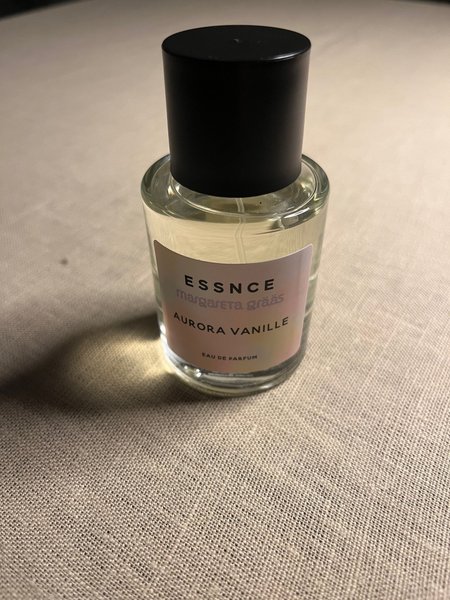 ESSNCE
margareta grääs
AURORA VANILLE
EAU DE PARFUM